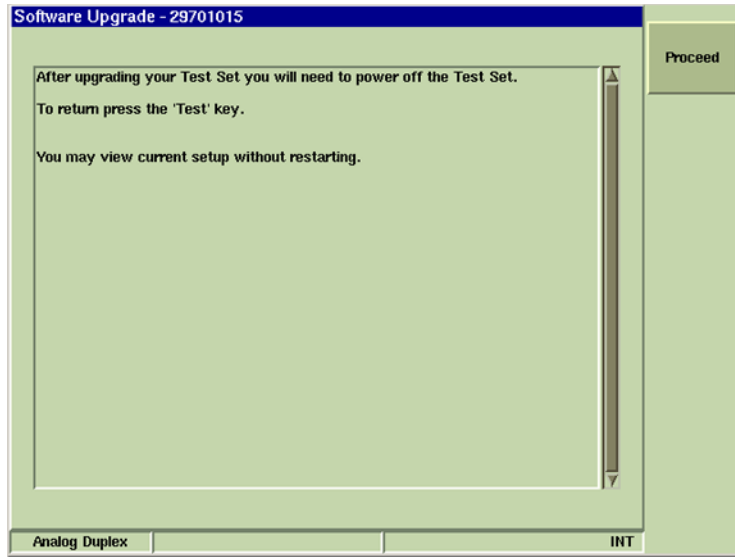 Software Upgrade - 29701015
Proceed
After upgrading your Test Set you will need to power off the Test Set.
To return press the 'Test' key.
You may view current setup without restarting.
Analog Duplex
INT